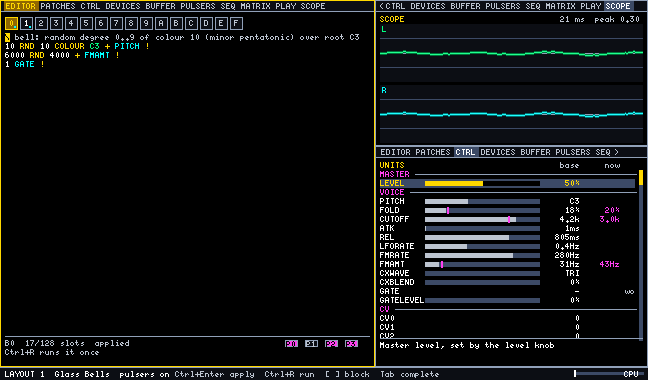 EDITOR PATCHES CTRL DEVICES BUFFER PULSERS SEQ MATRIX PLAY SCOPE
0 1 2 3 4 5 6 7 8 9 A B C D E F
\ bell: random degree 0..9 of colour 10 (minor pentatonic) over root C3
10 RND 10 COLOUR C3 + PITCH !
6000 RND 4000 + FMAMT !
1 GATE !
B0 17/128 slots applied
P0 P1 P2 P3
Ctrl+R runs it once
< CTRL DEVICES BUFFER PULSERS SEQ MATRIX PLAY SCOPE
SCOPE 21 ms peak 0.30
L
R
EDITOR PATCHES CTRL DEVICES BUFFER PULSERS SEQ >
UNITS base now
MASTER
LEVEL 50%
VOICE
PITCH C3
FOLD 18% 20%
CUTOFF 4.2k 3.0k
ATK 1ms
REL 805ms
LFORATE 0.4Hz
FMRATE 280Hz
FMAMT 31Hz 43Hz
CXWAVE TRI
CXBLEND 0%
GATE - wo
GATELEVEL 0%
CV
CV0 0
CV1 0
CV2 0
Master level, set by the level knob
LAYOUT 1 Glass Bells pulsers on Ctrl+Enter apply Ctrl+R run [ ] block Tab complete CPU